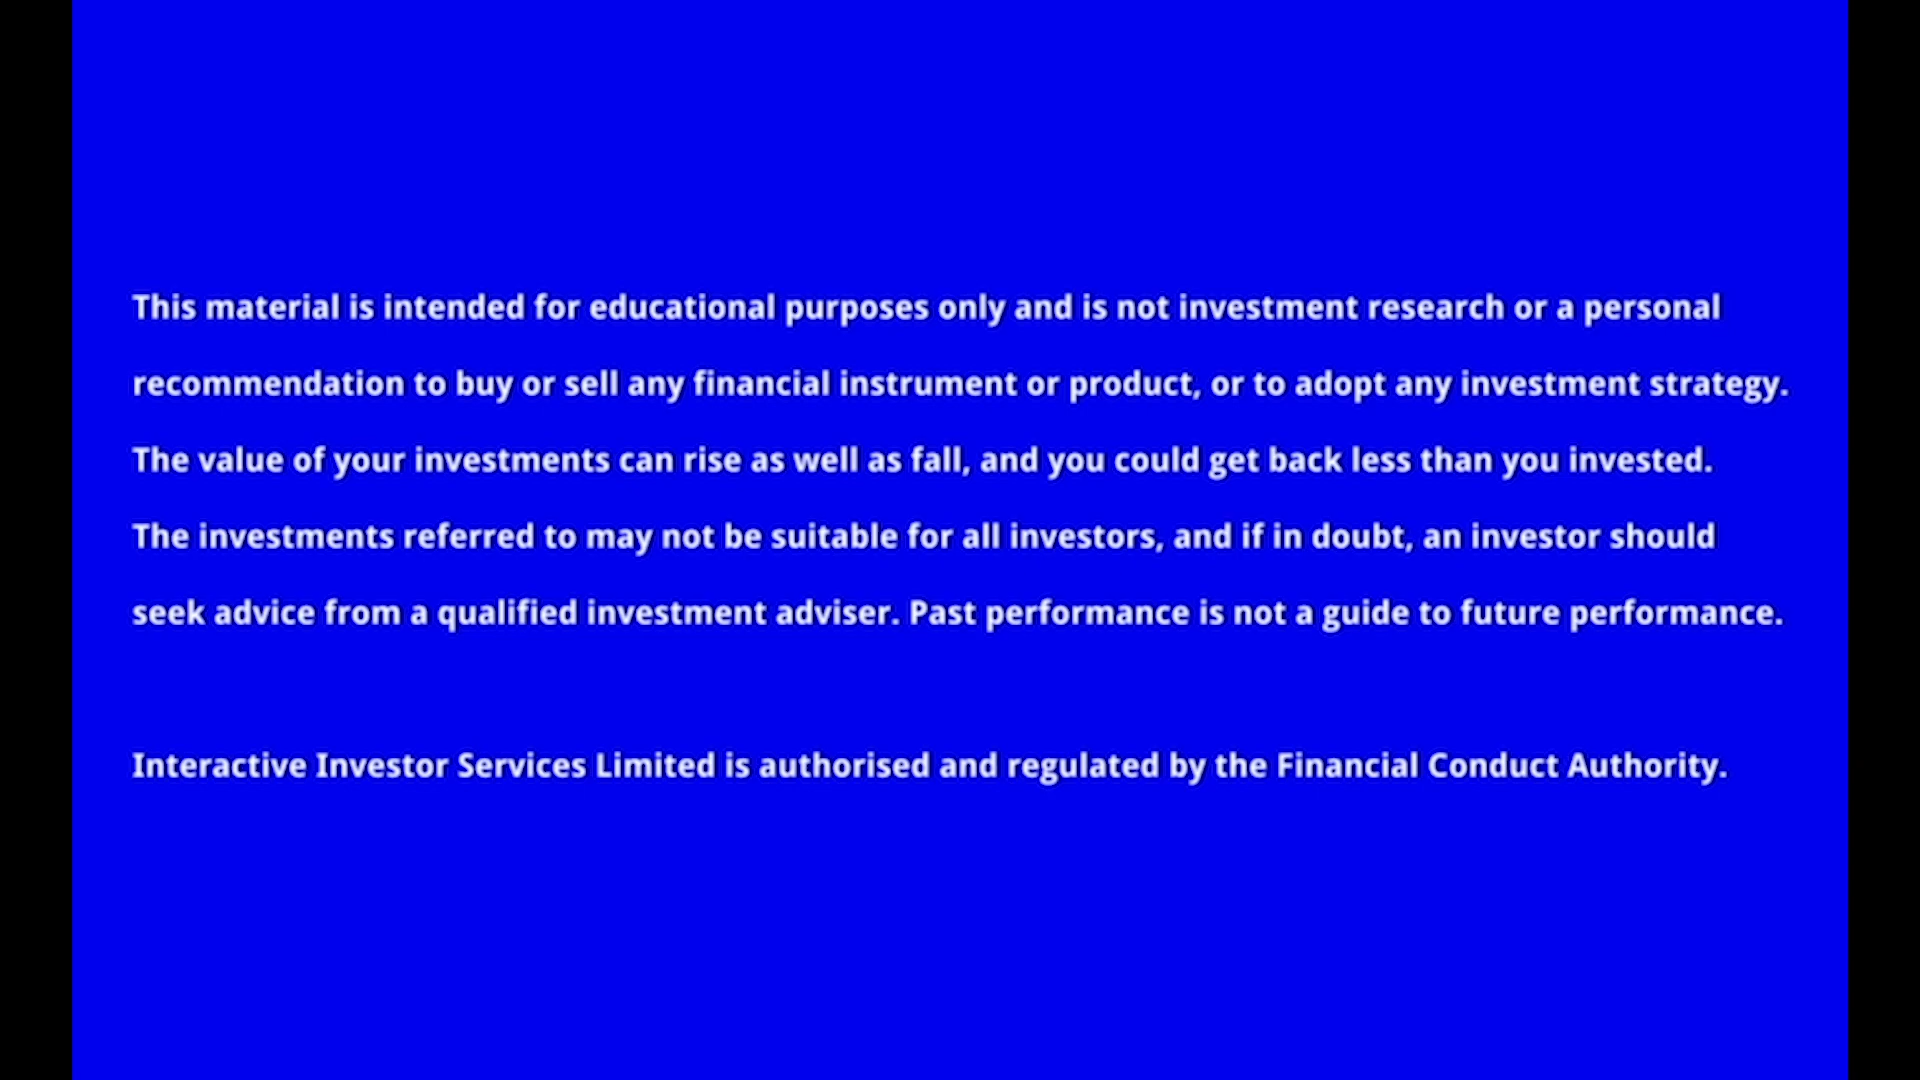 This material is intended for educational purposes only and is not investment research or a personal
recommendation to buy or sell any financial instrument or product, or to adopt any investment strategy.
The value of your investments can rise as well as fall, and you could get back less than you invested.
The investments referred to may not be suitable for all investors, and if in doubt, an investor should
seek advice from a qualified investment adviser. Past performance is not a guide to future performance.
Interactive Investor Services Limited is authorised and regulated by the Financial Conduct Authority.